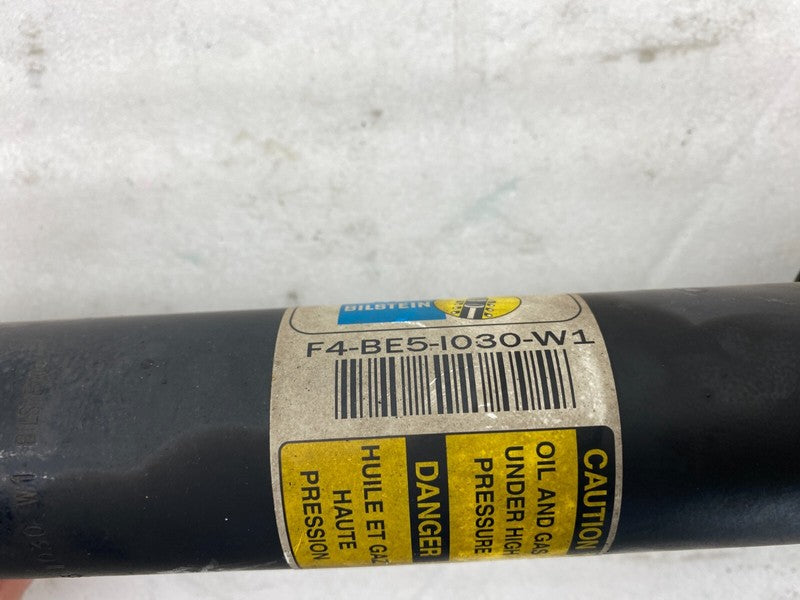 BILSTEIN
F4-BE5-I030-W1
CAUTION
OIL AND GAS
UNDER HIGH
PRESSURE
DANGER
HUILE ET GAZ
HAUTE
PRESSION